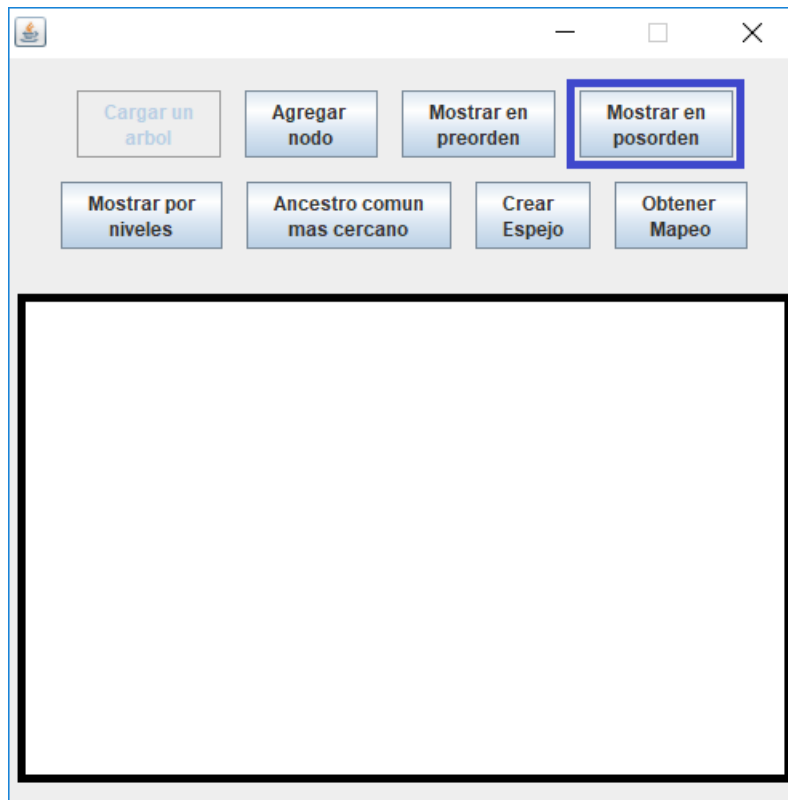 Cargar un
arbol
Agregar
nodo
Mostrar en
preorden
Mostrar en
posorden
Mostrar por
niveles
Ancestro comun
mas cercano
Crear
Espejo
Obtener
Mapeo